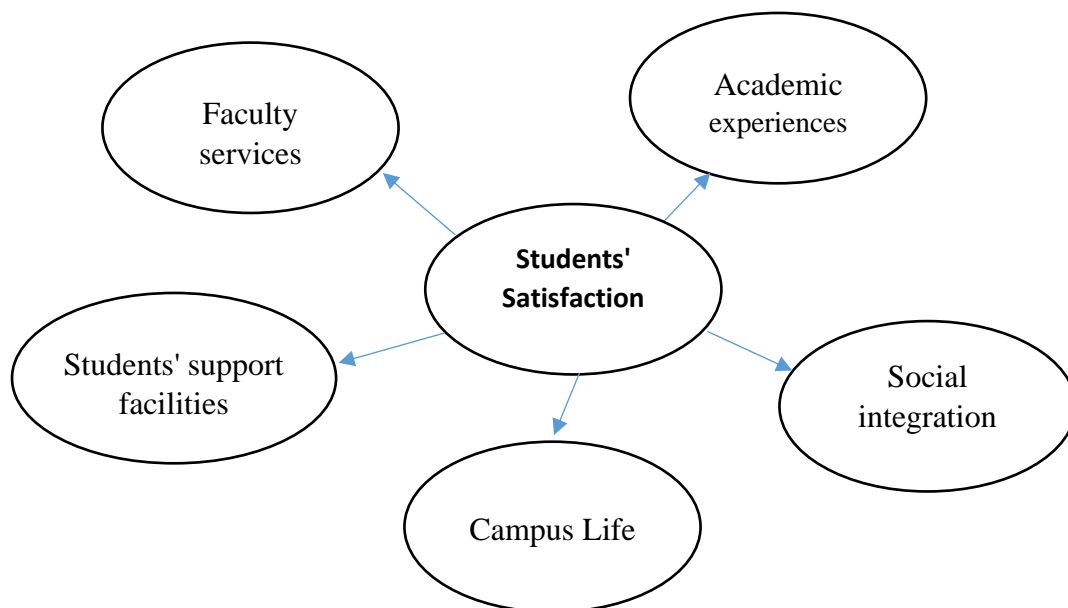 Faculty
services
Academic
experiences
Students'
Satisfaction
Students' support
facilities
Social
integration
Campus Life